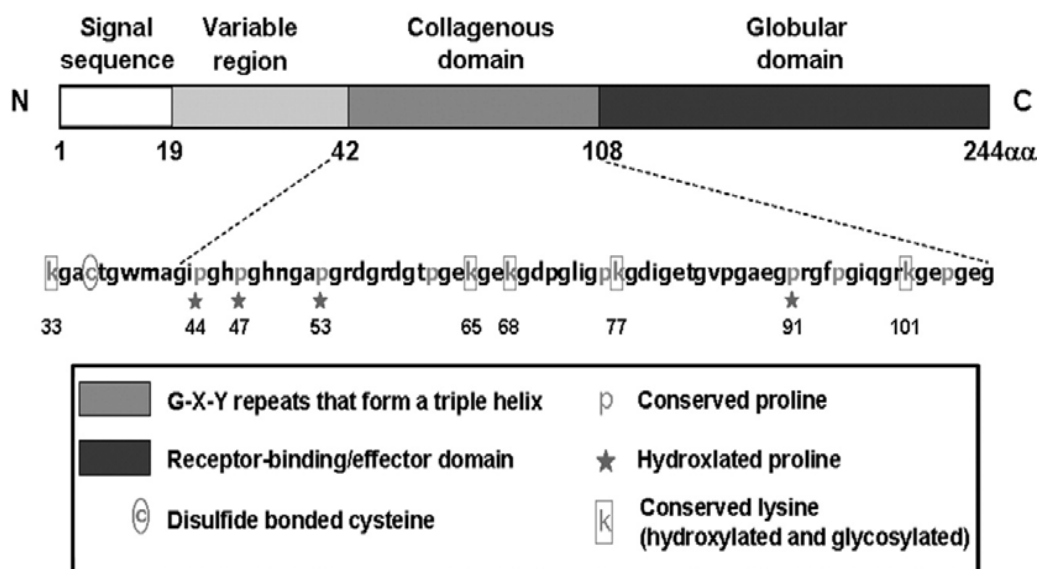 Signal sequence
Variable region
Collagenous domain
Globular domain
N
C
1 19 42 108 244αα
kgactgwmagipghpghngapgrdgrdgtpgekgekgdpgligpkgdigetgvpgaegprgfpgiqgrkgepgeg
33 44 47 53 65 68 77 91 101
G-X-Y repeats that form a triple helix
p Conserved proline
Receptor-binding/effector domain
★ Hydroxlated proline
c Disulfide bonded cysteine
k Conserved lysine
(hydroxylated and glycosylated)